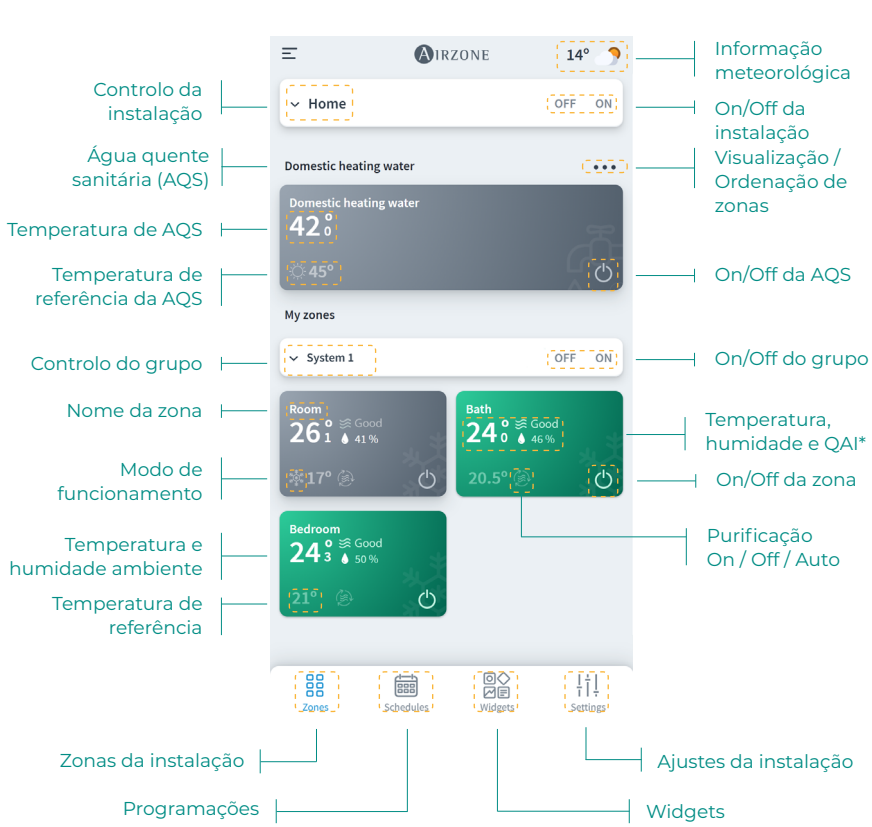 AIRZONE
14°
Informação
meteorológica
Controlo da
instalação
Home
OFF ON
On/Off da
instalação
Água quente
sanitária (AQS)
Domestic heating water
•••
Visualização /
Ordenação de
zonas
Domestic heating water
42°0
Temperatura de AQS
Temperatura de
referência da AQS
45°
On/Off da AQS
My zones
Controlo do grupo
System 1
OFF ON
On/Off do grupo
Nome da zona
Room
26°1 Good
41 %
17°
Bath
24°0 Good
46 %
20.5°
Temperatura,
humidade e QAI*
Modo de
funcionamento
On/Off da zona
Temperatura e
humidade ambiente
Bedroom
24°3 Good
50 %
21°
Purificação
On / Off / Auto
Temperatura de
referência
Zones
Schedules
Widgets
Settings
Zonas da instalação
Ajustes da instalação
Programações
Widgets